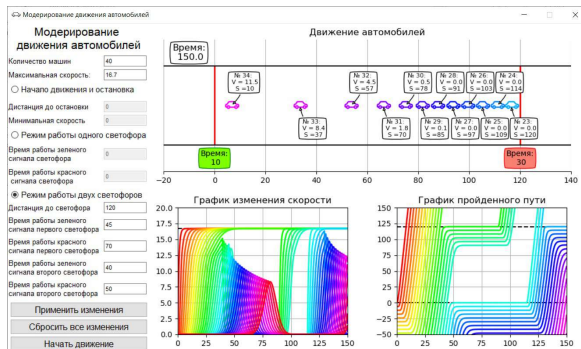 Модерирование движения автомобилей
Модерирование
движения автомобилей
Количество машин 40
Максимальная скорость: 16.7
Начало движения и остановка
Дистанция до остановки 0
Минимальная скорость 0
Режим работы одного светофора
Время работы зеленого
сигнала светофора 0
Время работы красного
сигнала светофора 0
Режим работы двух светофоров
Дистанция до светофора 120
Время работы зеленого
сигнала первого светофора 45
Время работы красного
сигнала первого светофора 70
Время работы зеленого
сигнала второго светофора 40
Время работы красного
сигнала второго светофора 50
Применить изменения
Сбросить все изменения
Начать движение
Движение автомобилей
Время:
150.0
№ 34:
V = 11.5
S =7
№ 32:
V = 4.5
S =57
№ 30:
V = 0.5
S =78
№ 28:
V = 0.0
S =91
№ 26:
V = 0.0
S =103
№ 24:
V = 0.0
S =114
№ 33:
V = 8.4
S =37
№ 31:
V = 1.8
S =70
№ 29:
V = 0.1
S =85
№ 27:
V = 0.0
S =97
№ 25:
V = 0.0
S =109
№ 23:
V = 0.0
S =120
Время:
10
Время:
30
−20 0 20 40 60 80 100 120 140
График изменения скорости
20.0
17.5
15.0
12.5
10.0
7.5
5.0
2.5
0.0
0 25 50 75 100 125 150
График пройденного пути
150
125
100
75
50
25
0
−25
−50
0 25 50 75 100 125 150